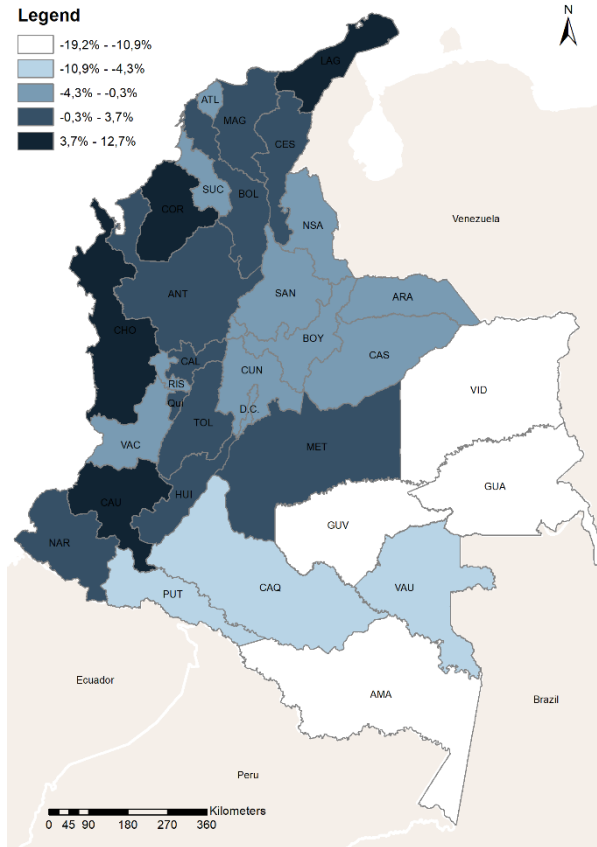 Legend
-19,2% - -10,9%
-10,9% - -4,3%
-4,3% - -0,3%
-0,3% - 3,7%
3,7% - 12,7%
N
LAG
ATL
MAG
CES
SUC
BOL
COR
NSA
Venezuela
ANT
SAN
ARA
CHO
BOY
CAS
CAL
CUN
RIS
VID
Qui
D.C.
TOL
VAC
MET
GUA
HUI
CAU
GUV
NAR
CAQ
VAU
PUT
Ecuador
AMA
Brazil
Peru
Kilometers
0 45 90 180 270 360